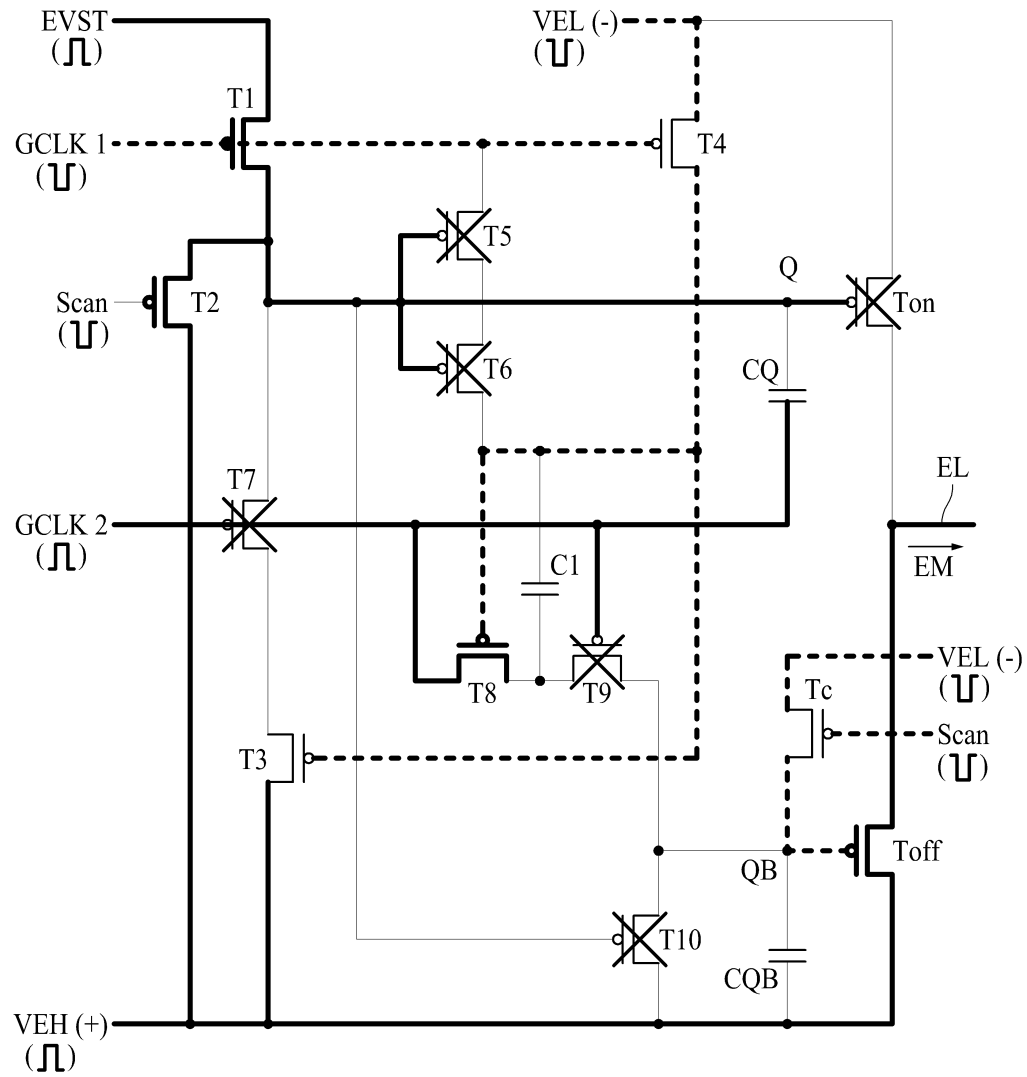 EVST
VEL (-)
T1
GCLK 1
T4
T5
Q
Scan
T2
Ton
T6
CQ
T7
EL
GCLK 2
C1
EM
T8
T9
VEL (-)
Tc
T3
Scan
Toff
QB
T10
CQB
VEH (+)